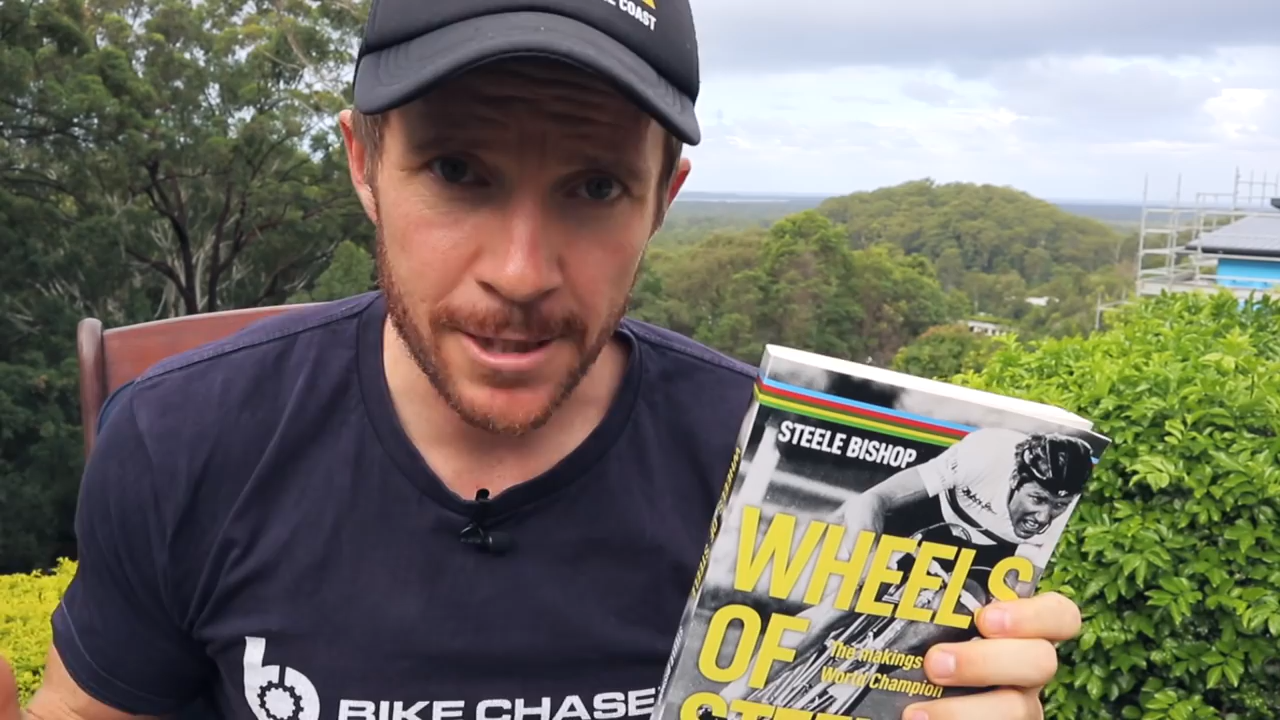 COAST
BIKE CHASE
STEELE BISHOP
WHEELS
OF
The makings
World Champion